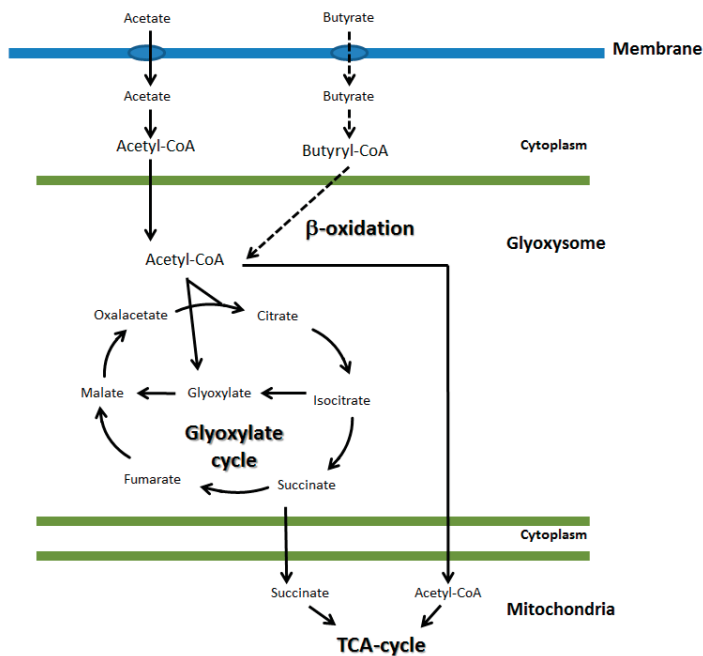 Acetate
Butyrate
Membrane
Acetate
Butyrate
Acetyl-CoA
Butyryl-CoA
Cytoplasm
β-oxidation
Glyoxysome
Acetyl-CoA
Oxalacetate
Citrate
Malate
Glyoxylate
Isocitrate
Glyoxylate
cycle
Fumarate
Succinate
Cytoplasm
Succinate
Acetyl-CoA
Mitochondria
TCA-cycle